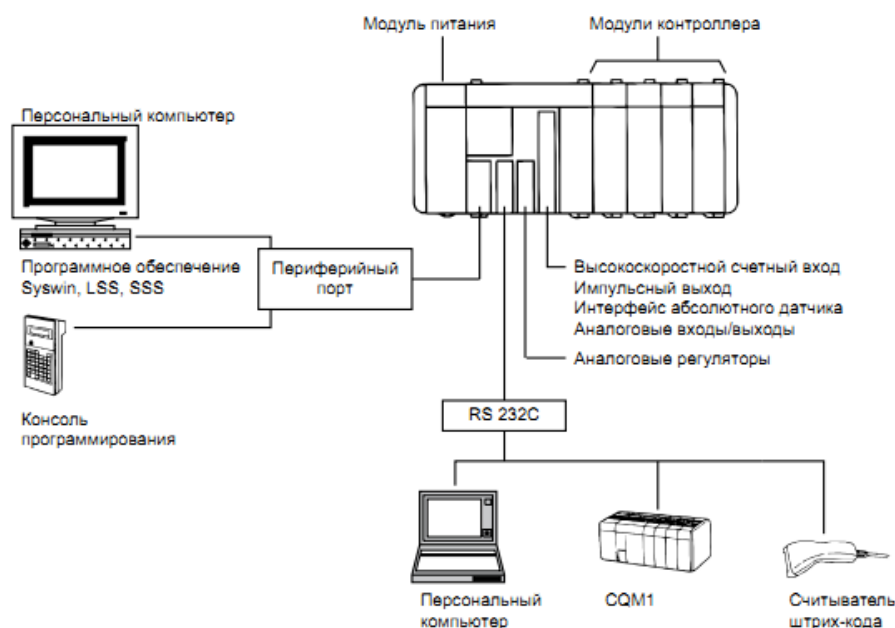 Модуль питания
Модули контроллера
Персональный компьютер
Программное обеспечение
Syswin, LSS, SSS
Периферийный
порт
Высокоскоростной счетный вход
Импульсный выход
Интерфейс абсолютного датчика
Аналоговые входы/выходы
Аналоговые регуляторы
Консоль
программирования
RS 232C
Персональный
компьютер
CQM1
Считыватель
штрих-кода